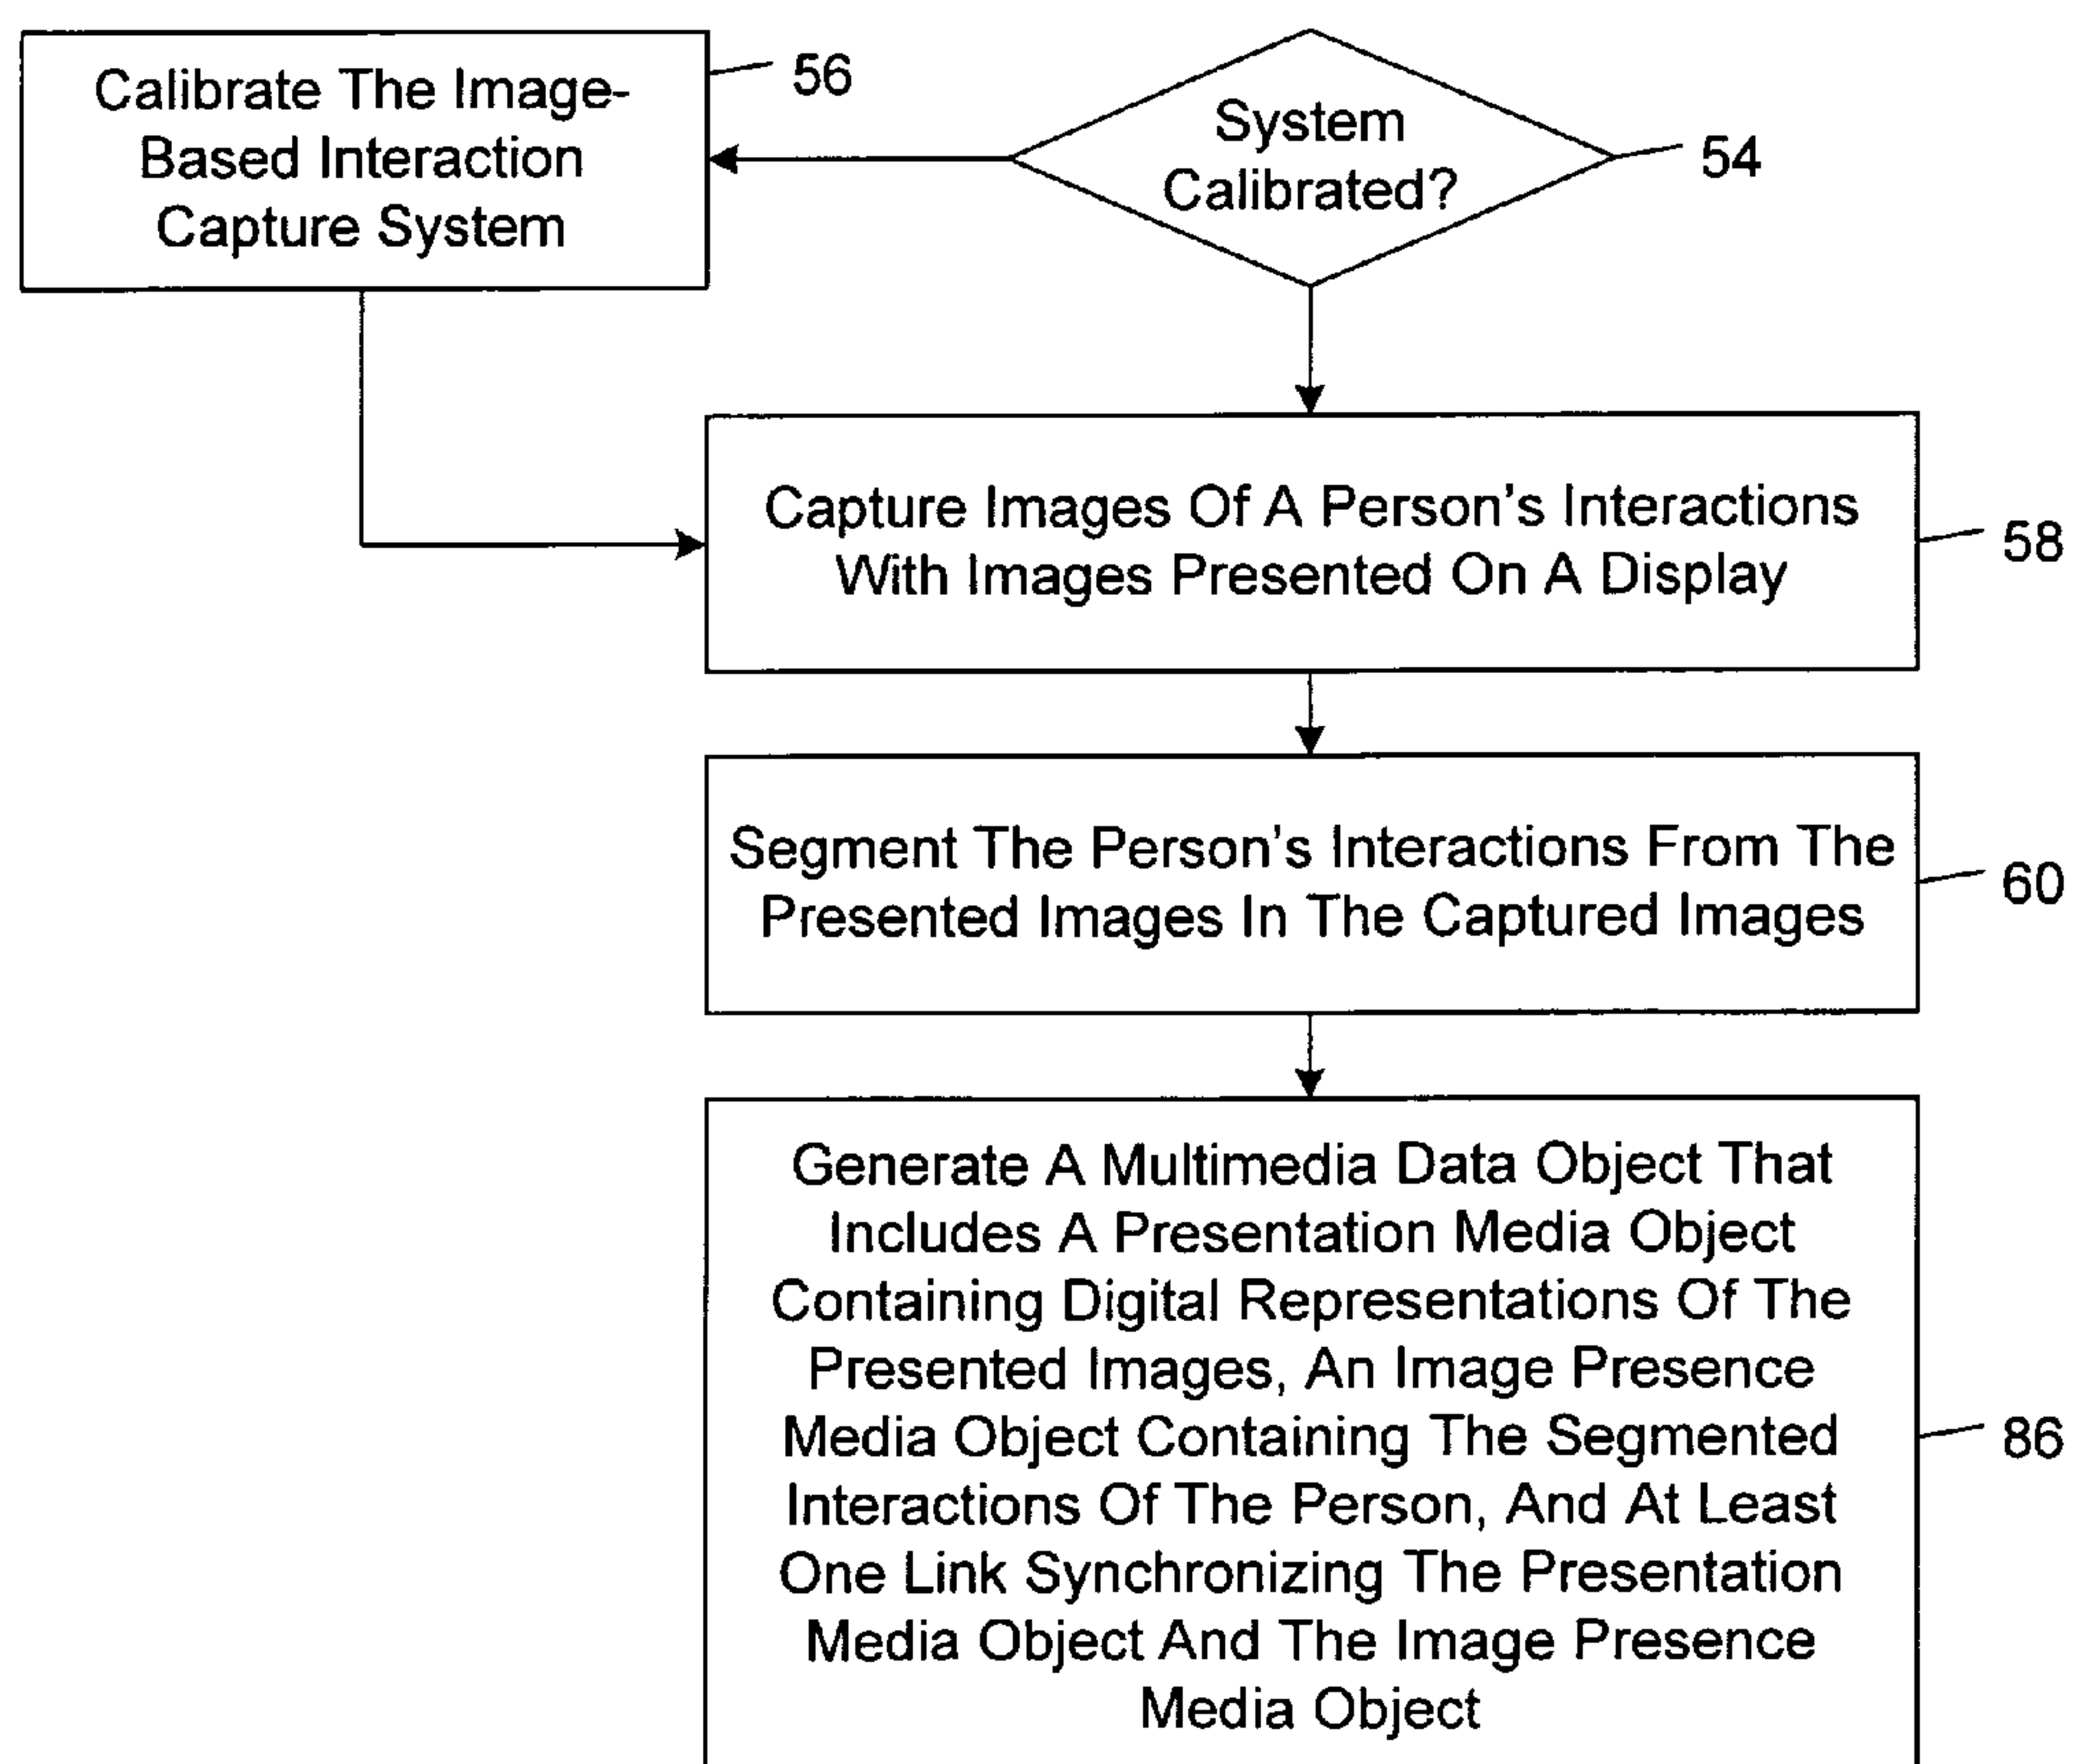 Calibrate The Image-
Based Interaction
Capture System
56
System
Calibrated?
54
Capture Images Of A Person's Interactions
With Images Presented On A Display
58
Segment The Person's Interactions From The
Presented Images In The Captured Images
60
Generate A Multimedia Data Object That
Includes A Presentation Media Object
Containing Digital Representations Of The
Presented Images, An Image Presence
Media Object Containing The Segmented
Interactions Of The Person, And At Least
One Link Synchronizing The Presentation
Media Object And The Image Presence
Media Object
86